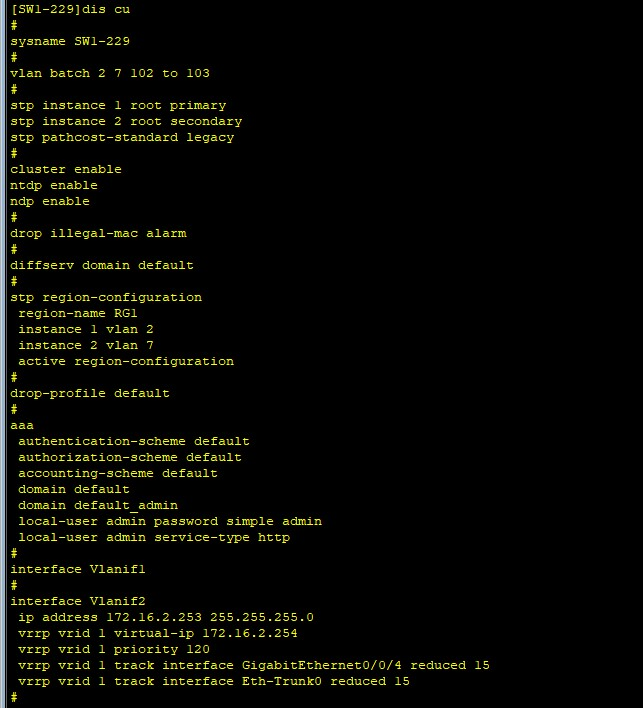 [SW1-229]dis cu
#
sysname SW1-229
#
vlan batch 2 7 102 to 103
#
stp instance 1 root primary
stp instance 2 root secondary
stp pathcost-standard legacy
#
cluster enable
ntdp enable
ndp enable
#
drop illegal-mac alarm
#
diffserv domain default
#
stp region-configuration
 region-name RG1
 instance 1 vlan 2
 instance 2 vlan 7
 active region-configuration
#
drop-profile default
#
aaa
 authentication-scheme default
 authorization-scheme default
 accounting-scheme default
 domain default
 domain default_admin
 local-user admin password simple admin
 local-user admin service-type http
#
interface Vlanif1
#
interface Vlanif2
 ip address 172.16.2.253 255.255.255.0
 vrrp vrid 1 virtual-ip 172.16.2.254
 vrrp vrid 1 priority 120
 vrrp vrid 1 track interface GigabitEthernet0/0/4 reduced 15
 vrrp vrid 1 track interface Eth-Trunk0 reduced 15
#